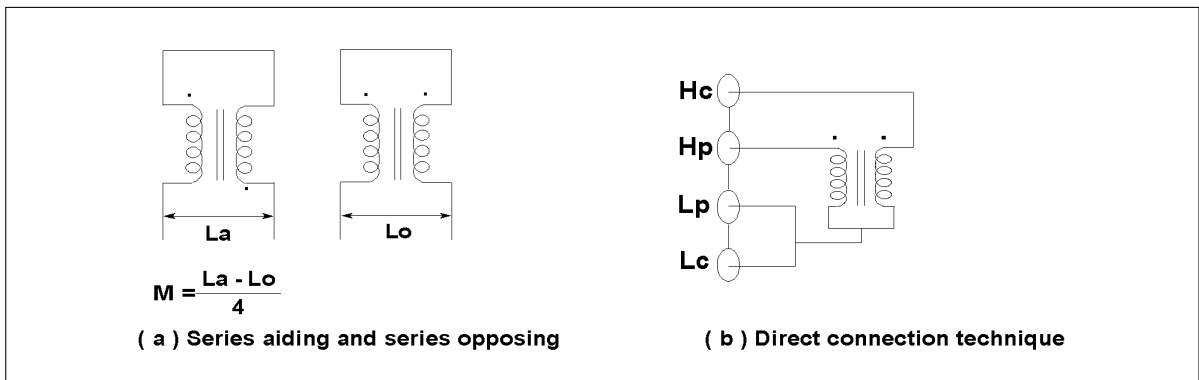 La
Lo
M = La - Lo
4
( a ) Series aiding and series opposing
Hc
Hp
Lp
Lc
( b ) Direct connection technique